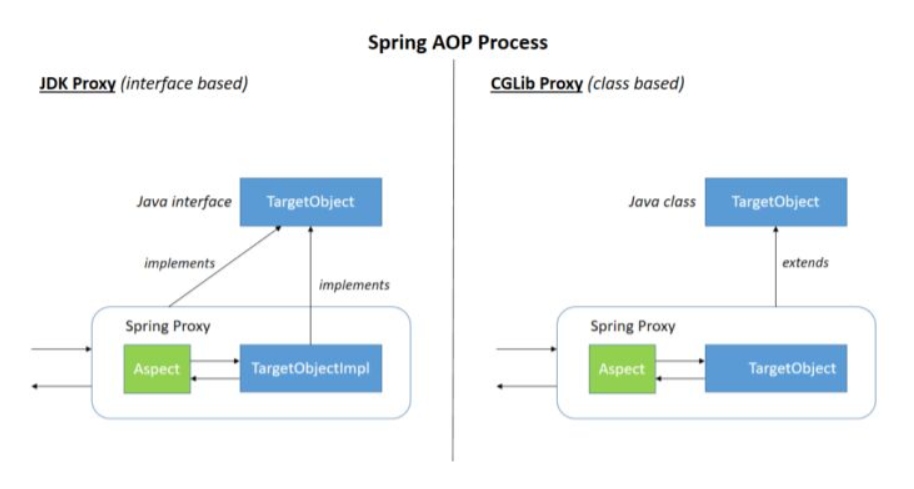 Spring AOP Process
JDK Proxy (interface based)
Java interface
TargetObject
implements
implements
Spring Proxy
Aspect
TargetObjectImpl
CGLib Proxy (class based)
Java class
TargetObject
extends
Spring Proxy
Aspect
TargetObject